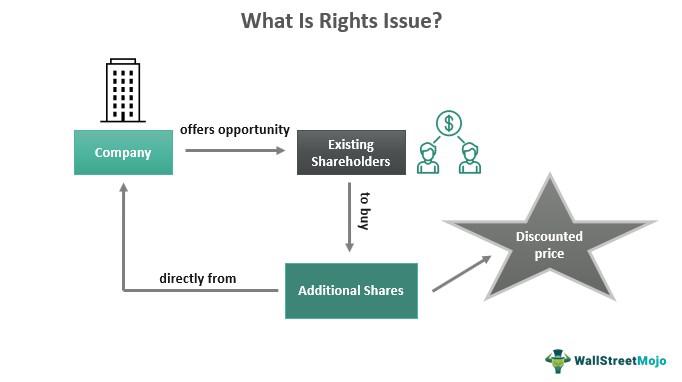 What Is Rights Issue?
Company
offers opportunity
Existing
Shareholders
to buy
Discounted
price
directly from
Additional Shares
WallStreetMojo